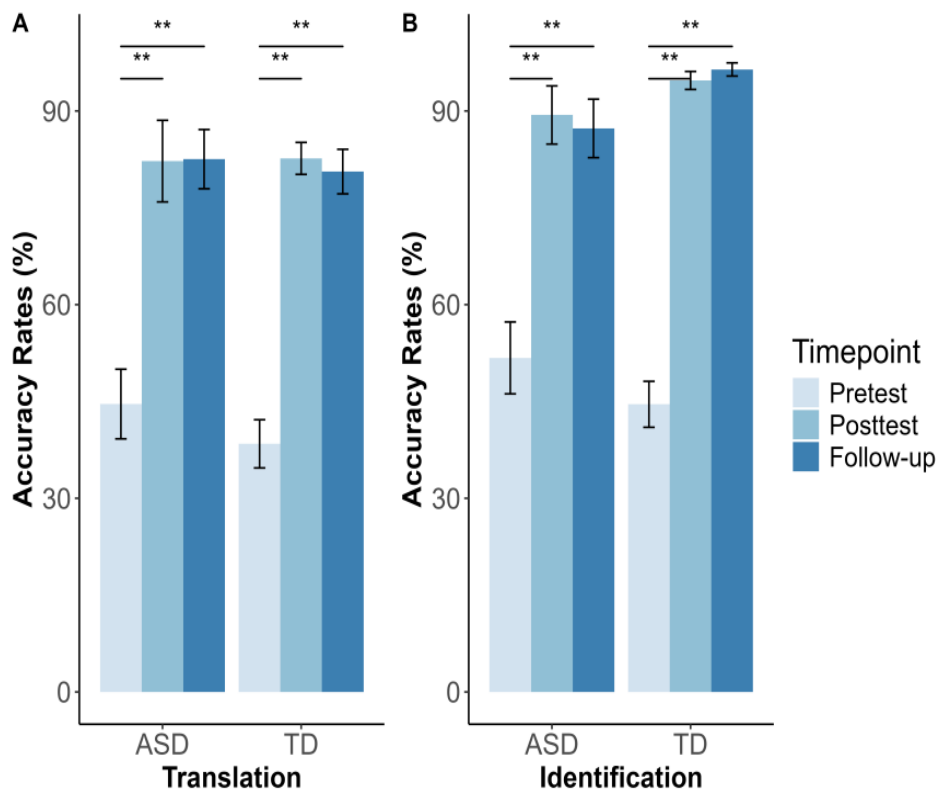 A
**
**
**
**
90
60
30
0
Accuracy Rates (%)
ASD
TD
Translation
B
**
**
**
**
90
60
30
0
Accuracy Rates (%)
ASD
TD
Identification
Timepoint
Pretest
Posttest
Follow-up